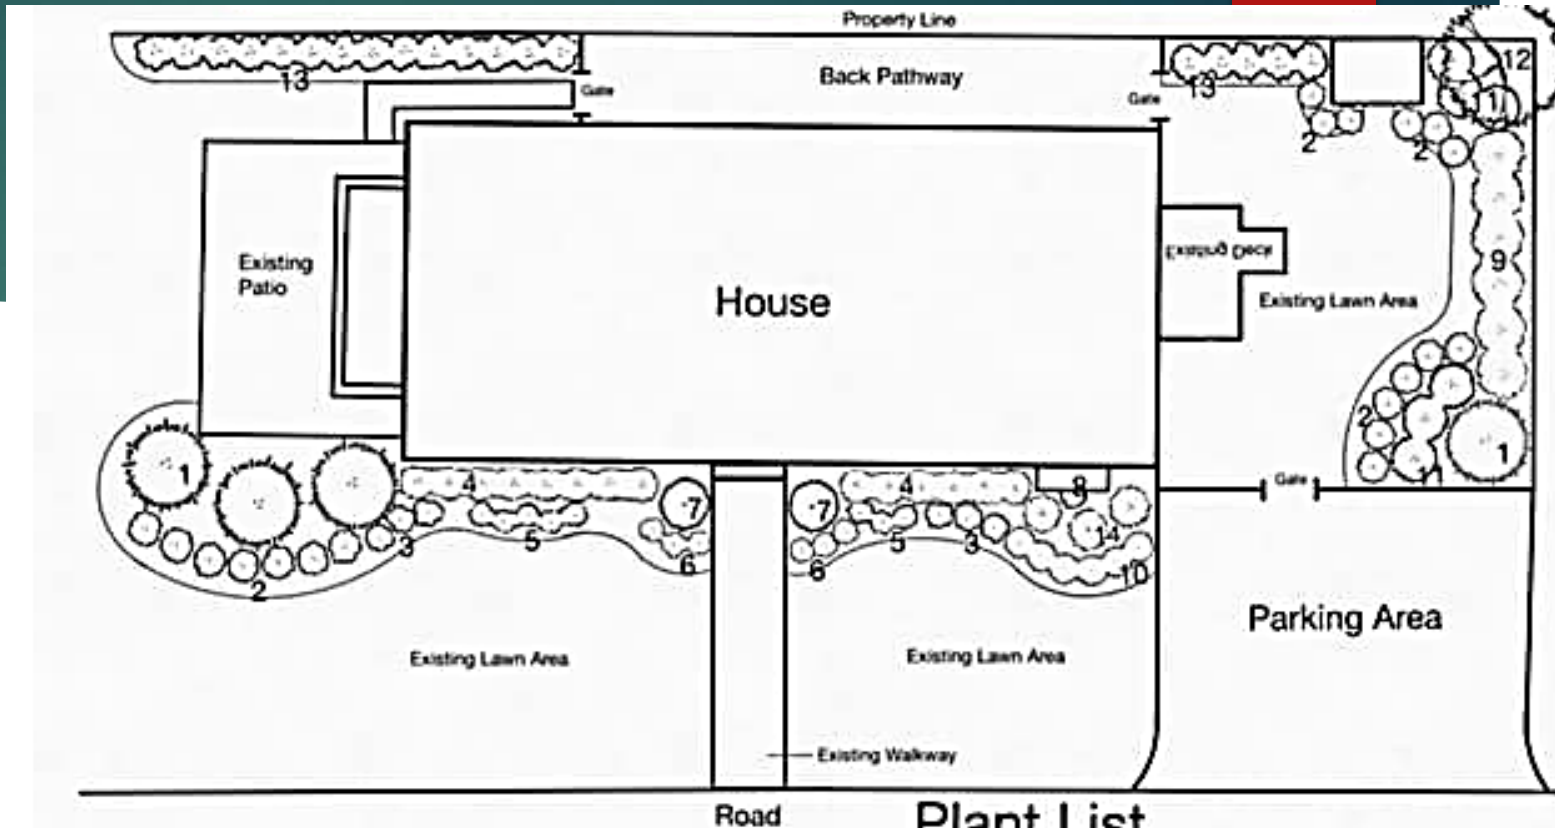 Property Line
12
13
Gate
Back Pathway
Gate
13
11
2
2
Existing
Patio
House
Existing Deck
Existing Lawn Area
9
2
1
11
1
4
7
7
4
8
Gate
3
5
6
6
5
3
14
10
2
Parking Area
Existing Lawn Area
Existing Lawn Area
Existing Walkway
Road
Plant List